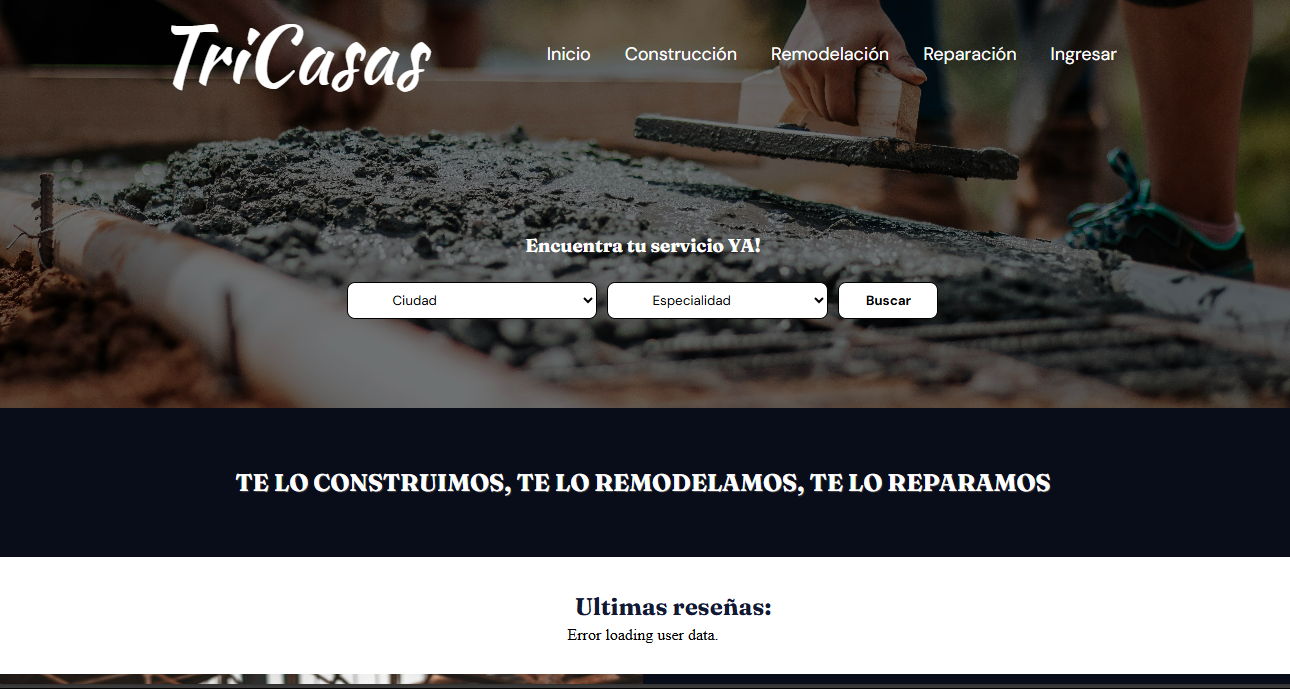 TriCasas
Inicio Construcción Remodelación Reparación Ingresar
Encuentra tu servicio YA!
Ciudad Especialidad Buscar
TE LO CONSTRUIMOS, TE LO REMODELAMOS, TE LO REPARAMOS
Ultimas reseñas:
Error loading user data.